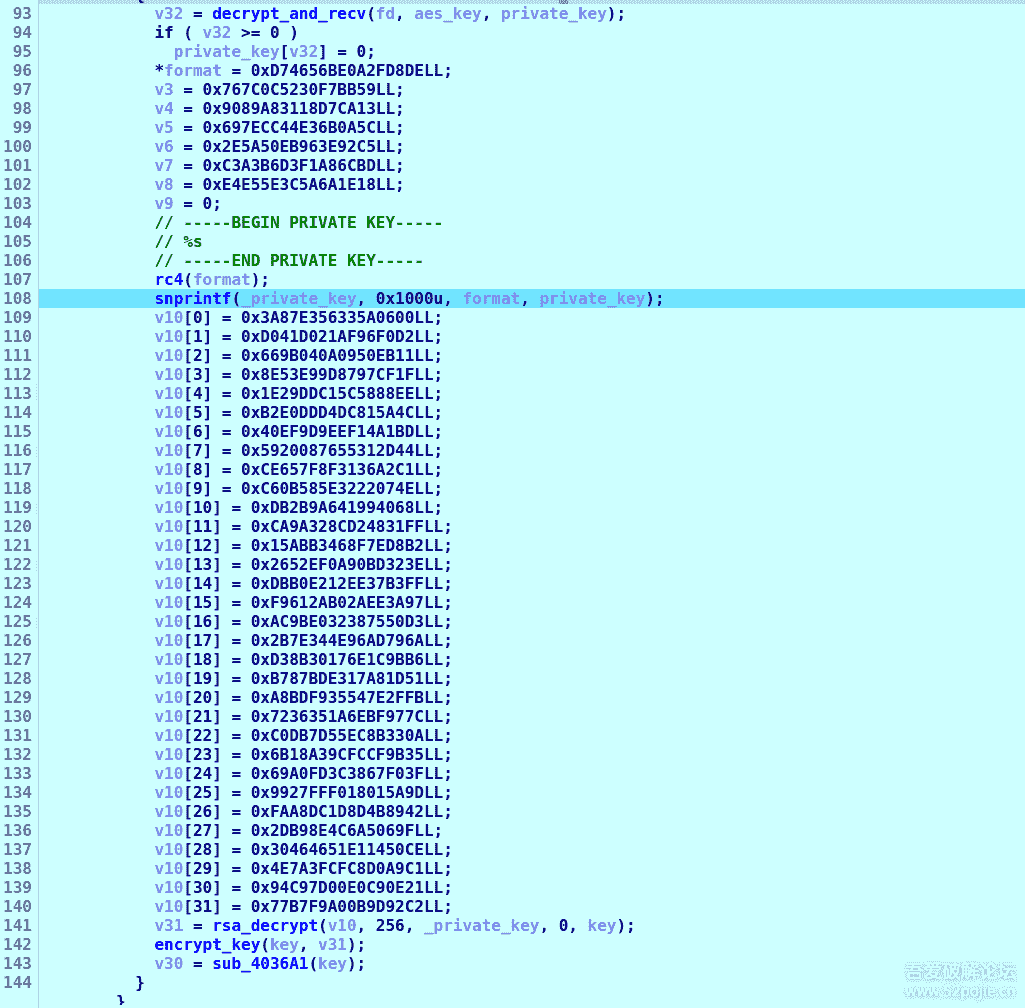 93 v32 = decrypt_and_recv(fd, aes_key, private_key);
94 if ( v32 >= 0 )
95 private_key[v32] = 0;
96 *format = 0xD74656BE0A2FD8DELL;
97 v3 = 0x767C0C5230F7BB59LL;
98 v4 = 0x9089A83118D7CA13LL;
99 v5 = 0x697ECC44E36B0A5CLL;
100 v6 = 0x2E5A50EB963E92C5LL;
101 v7 = 0xC3A3B6D3F1A86CBDLL;
102 v8 = 0xE4E55E3C5A6A1E18LL;
103 v9 = 0;
104 // -----BEGIN PRIVATE KEY-----
105 // %s
106 // -----END PRIVATE KEY-----
107 rc4(format);
108 snprintf(_private_key, 0x1000u, format, private_key);
109 v10[0] = 0x3A87E356335A0600LL;
110 v10[1] = 0xD041D021AF96F0D2LL;
111 v10[2] = 0x669B040A0950EB11LL;
112 v10[3] = 0x8E53E99D8797CF1FLL;
113 v10[4] = 0x1E29DDC15C5888EELL;
114 v10[5] = 0xB2E0DDD4DC815A4CLL;
115 v10[6] = 0x40EF9D9EEF14A1BDLL;
116 v10[7] = 0x5920087655312D44LL;
117 v10[8] = 0xCE657F8F3136A2C1LL;
118 v10[9] = 0xC60B585E3222074ELL;
119 v10[10] = 0xDB2B9A641994068LL;
120 v10[11] = 0xCA9A328CD24831FFLL;
121 v10[12] = 0x15ABB3468F7ED8B2LL;
122 v10[13] = 0x2652EF0A90BD323ELL;
123 v10[14] = 0xDBB0E212EE37B3FFLL;
124 v10[15] = 0xF9612AB02AEE3A97LL;
125 v10[16] = 0xAC9BE032387550D3LL;
126 v10[17] = 0x2B7E344E96AD796ALL;
127 v10[18] = 0xD38B30176E1C9BB6LL;
128 v10[19] = 0xB787BDE317A81D51LL;
129 v10[20] = 0xA8BDF935547E2FFBLL;
130 v10[21] = 0x7236351A6EBF977CLL;
131 v10[22] = 0xC0DB7D55EC8B330ALL;
132 v10[23] = 0x6B18A39CFCCF9B35LL;
133 v10[24] = 0x69A0FD3C3867F03FLL;
134 v10[25] = 0x9927FFF018015A9DLL;
135 v10[26] = 0xFAA8DC1D8D4B8942LL;
136 v10[27] = 0x2DB98E4C6A5069FLL;
137 v10[28] = 0x30464651E11450CELL;
138 v10[29] = 0x4E7A3FCFC8D0A9C1LL;
139 v10[30] = 0x94C97D00E0C90E21LL;
140 v10[31] = 0x77B7F9A00B9D92C2LL;
141 v31 = rsa_decrypt(v10, 256, _private_key, 0, key);
142 encrypt_key(key, v31);
143 v30 = sub_4036A1(key);
144 }
}
吾爱破解论坛
www.52pojie.cn